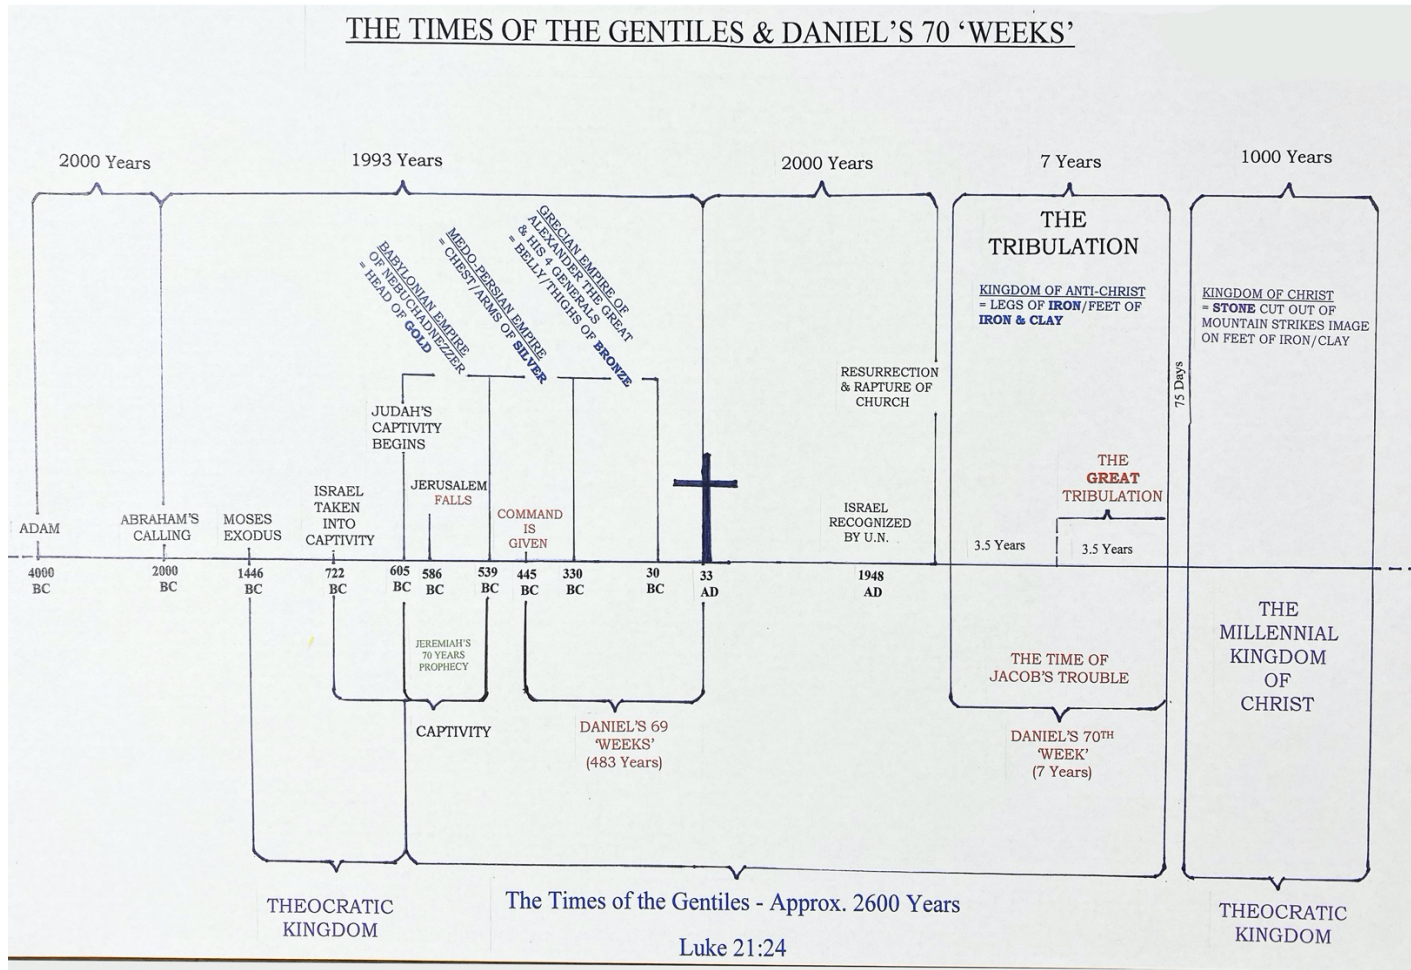 THE TIMES OF THE GENTILES & DANIEL'S 70 ‘WEEKS’
2000 Years
1993 Years
2000 Years
7 Years
1000 Years
THE
TRIBULATION
BABYLONIAN EMPIRE
OF NEBUCHADNEZZER
= HEAD OF GOLD
MEDO-PERSIAN EMPIRE
= CHEST/ARMS OF SILVER
GRECIAN EMPIRE OF
ALEXANDER THE GREAT
& HIS 4 GENERALS
= BELLY/THIGHS OF BRONZE
KINGDOM OF ANTI-CHRIST
= LEGS OF IRON/FEET OF
IRON & CLAY
KINGDOM OF CHRIST
= STONE CUT OUT OF
MOUNTAIN STRIKES IMAGE
ON FEET OF IRON/CLAY
75 Days
RESURRECTION
& RAPTURE OF
CHURCH
JUDAH'S
CAPTIVITY
BEGINS
THE
GREAT
TRIBULATION
ADAM
ABRAHAM'S
CALLING
MOSES
EXODUS
ISRAEL
TAKEN
INTO
CAPTIVITY
JERUSALEM
FALLS
COMMAND
IS
GIVEN
ISRAEL
RECOGNIZED
BY U.N.
3.5 Years
3.5 Years
4000
BC
2000
BC
1446
BC
722
BC
605
BC
586
BC
539
BC
445
BC
330
BC
30
BC
33
AD
1948
AD
JEREMIAH'S
70 YEARS
PROPHECY
CAPTIVITY
DANIEL'S 69
‘WEEKS’
(483 Years)
THE TIME OF
JACOB'S TROUBLE
DANIEL'S 70TH
‘WEEK’
(7 Years)
THE
MILLENNIAL
KINGDOM
OF
CHRIST
THEOCRATIC
KINGDOM
The Times of the Gentiles - Approx. 2600 Years
Luke 21:24
THEOCRATIC
KINGDOM